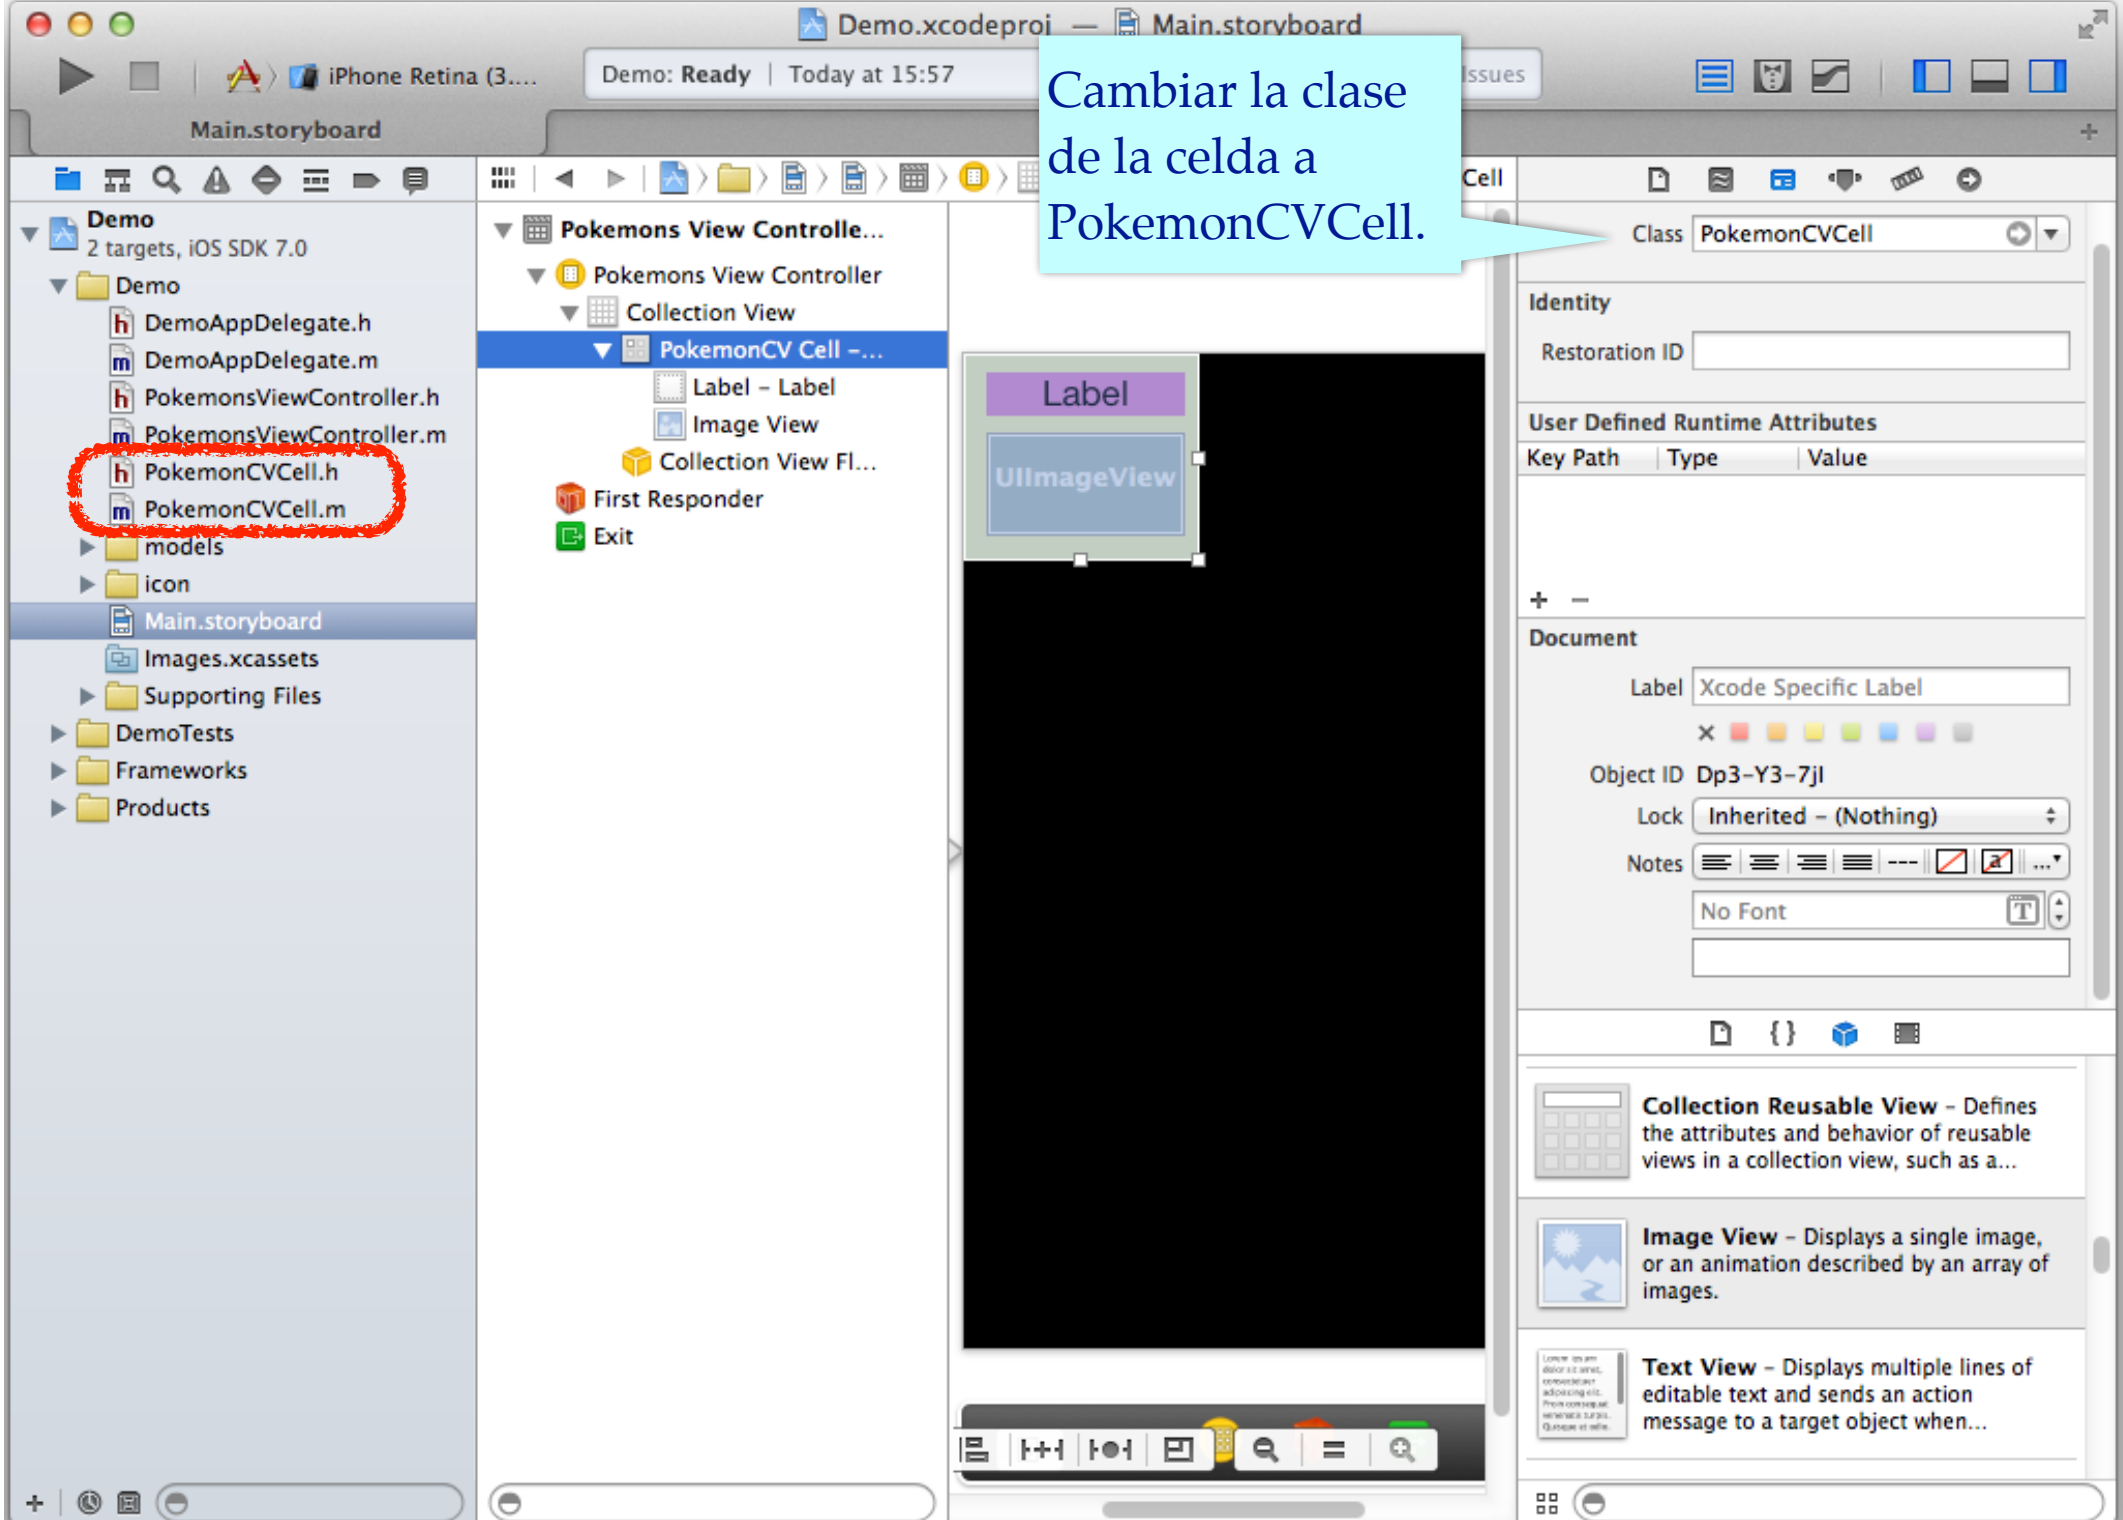 Demo.xcodeproj — Main.storyboard
iPhone Retina (3....
Demo: Ready | Today at 15:57
Issues
Cambiar la clase
de la celda a
PokemonCVCell.
Main.storyboard
Cell
Demo
2 targets, iOS SDK 7.0
Demo
DemoAppDelegate.h
DemoAppDelegate.m
PokemonsViewController.h
PokemonsViewController.m
PokemonCVCell.h
PokemonCVCell.m
models
icon
Main.storyboard
Images.xcassets
Supporting Files
DemoTests
Frameworks
Products
Pokemons View Controlle...
Pokemons View Controller
Collection View
PokemonCV Cell –...
Label – Label
Image View
Collection View Fl...
First Responder
Exit
Label
UIImageView
Class PokemonCVCell
Identity
Restoration ID
User Defined Runtime Attributes
Key Path Type Value
Document
Label Xcode Specific Label
Object ID Dp3-Y3-7jI
Lock Inherited – (Nothing)
Notes
No Font
Collection Reusable View – Defines
the attributes and behavior of reusable
views in a collection view, such as a...
Image View – Displays a single image,
or an animation described by an array of
images.
Text View – Displays multiple lines of
editable text and sends an action
message to a target object when...